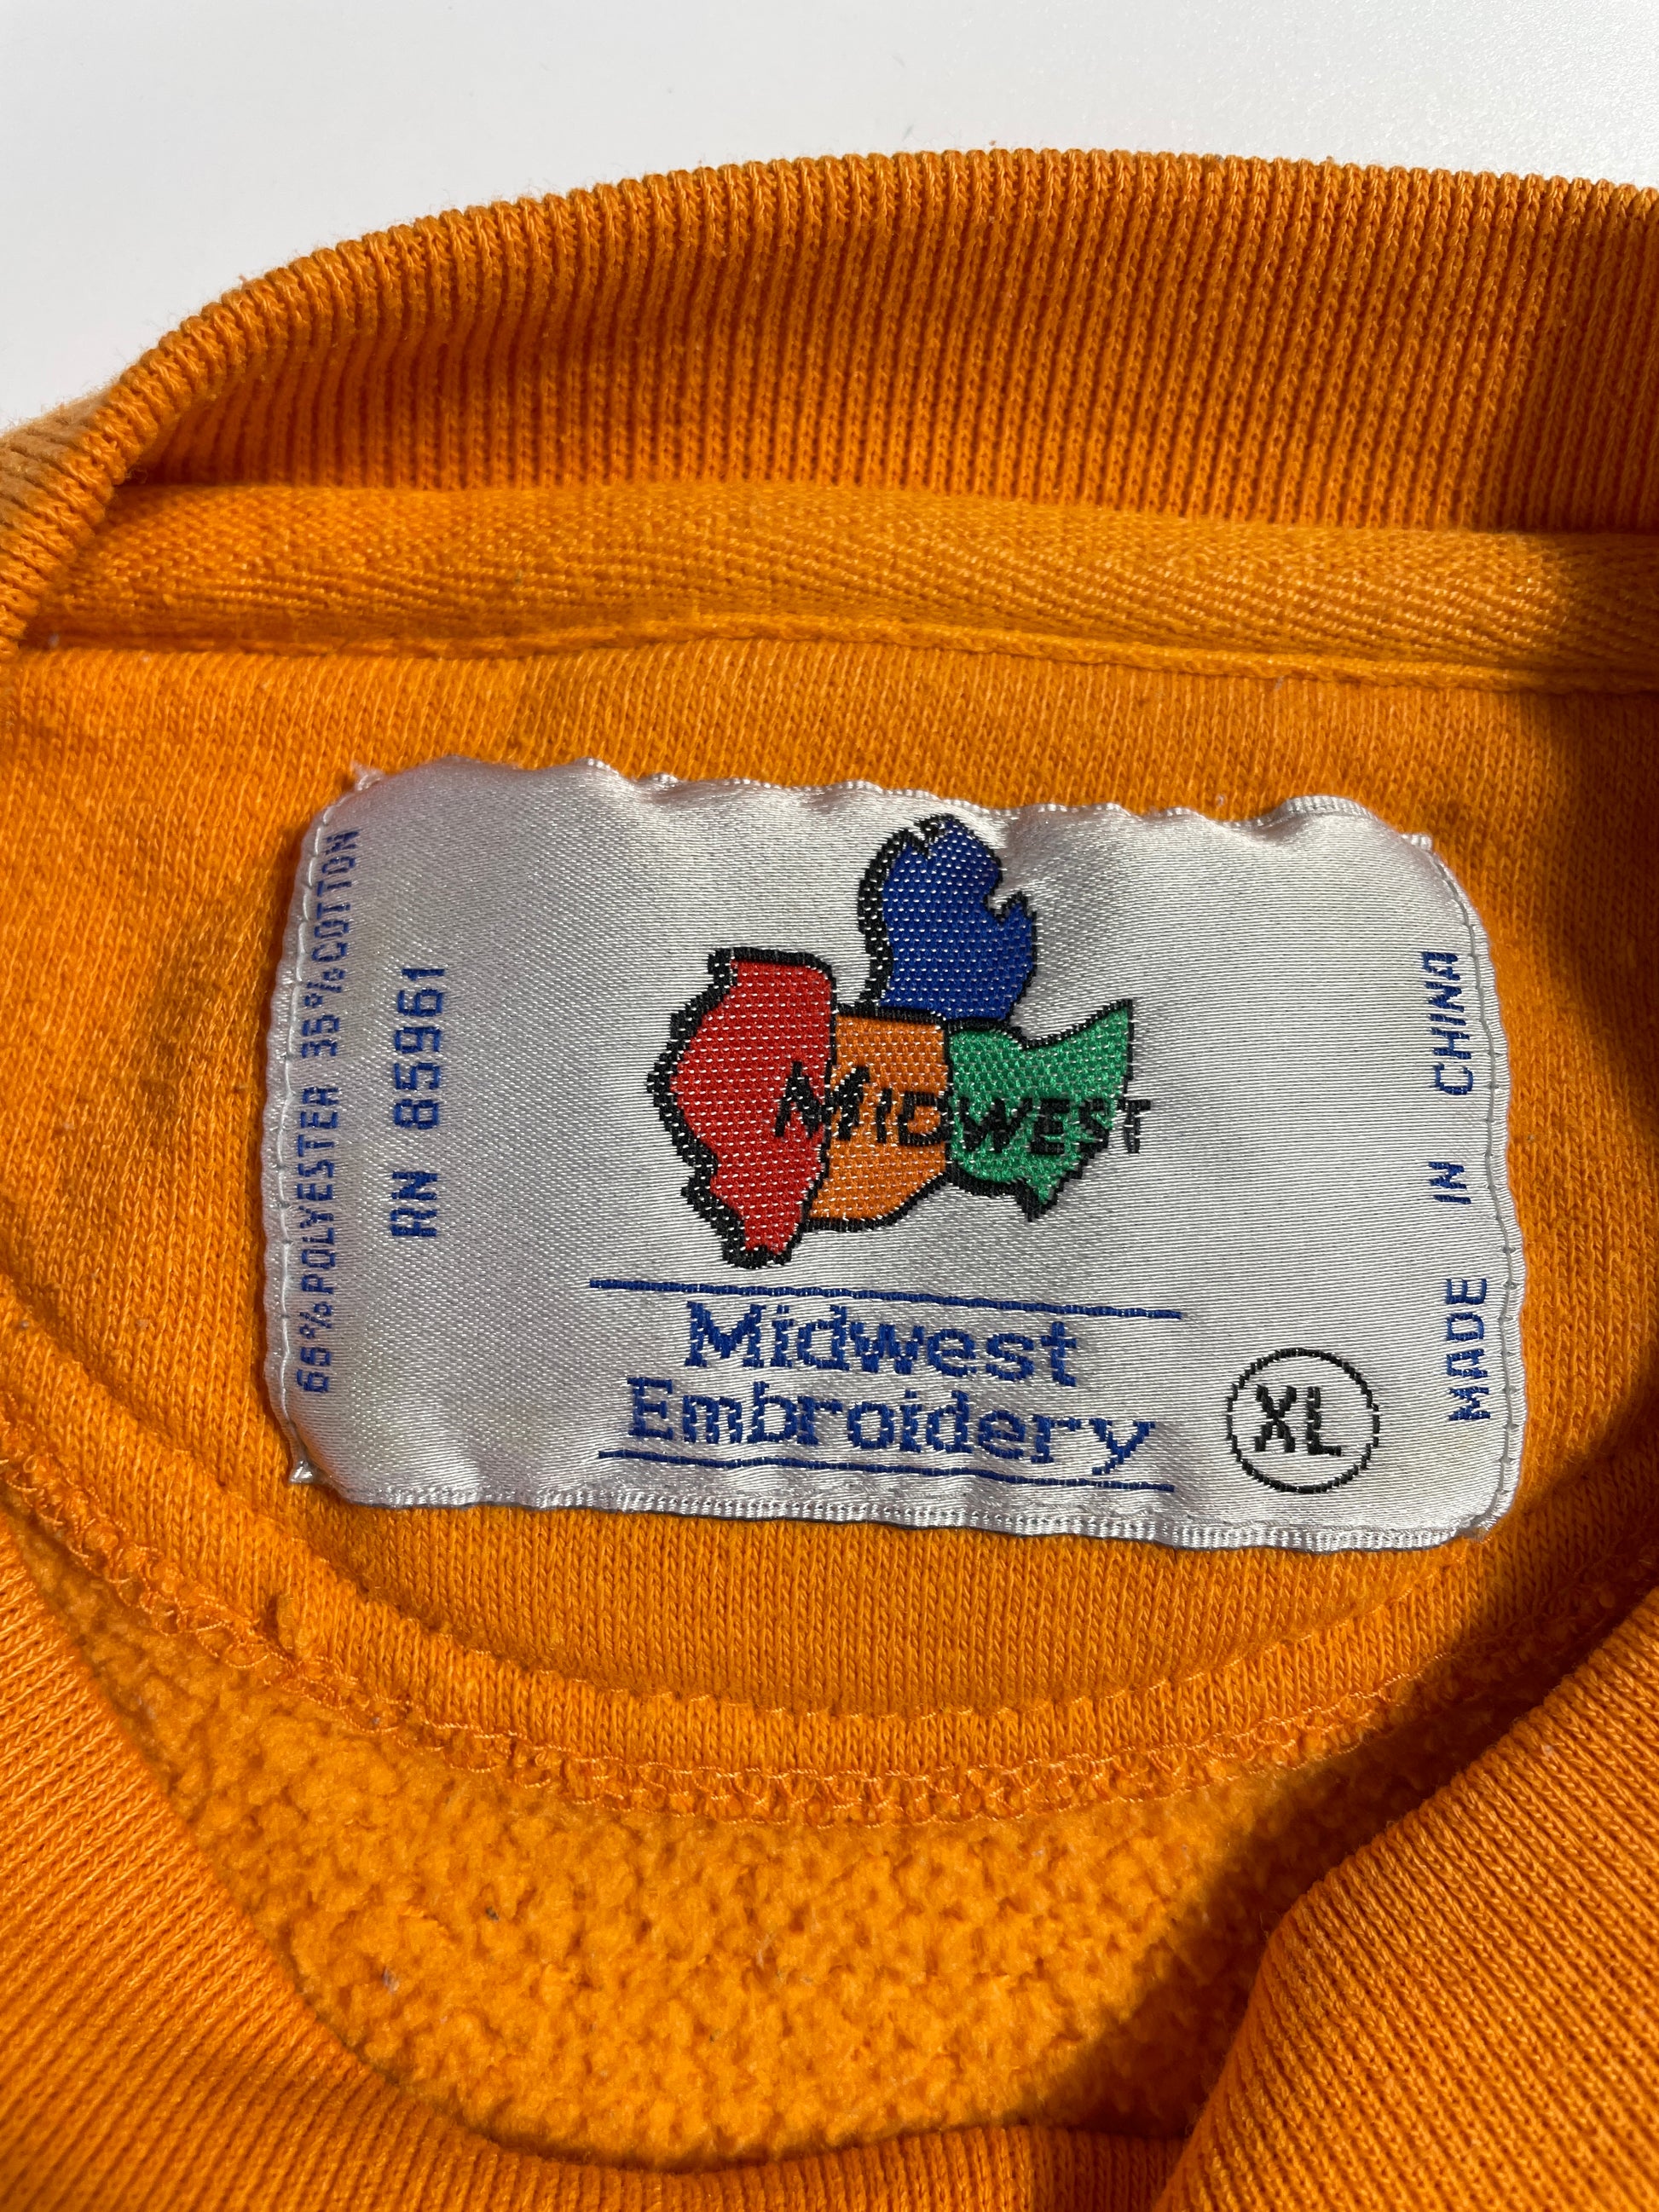 65% POLYESTER 35% COTTON
RN 85961
MIDWEST
Midwest
Embroidery
XL
MADE IN CHINA